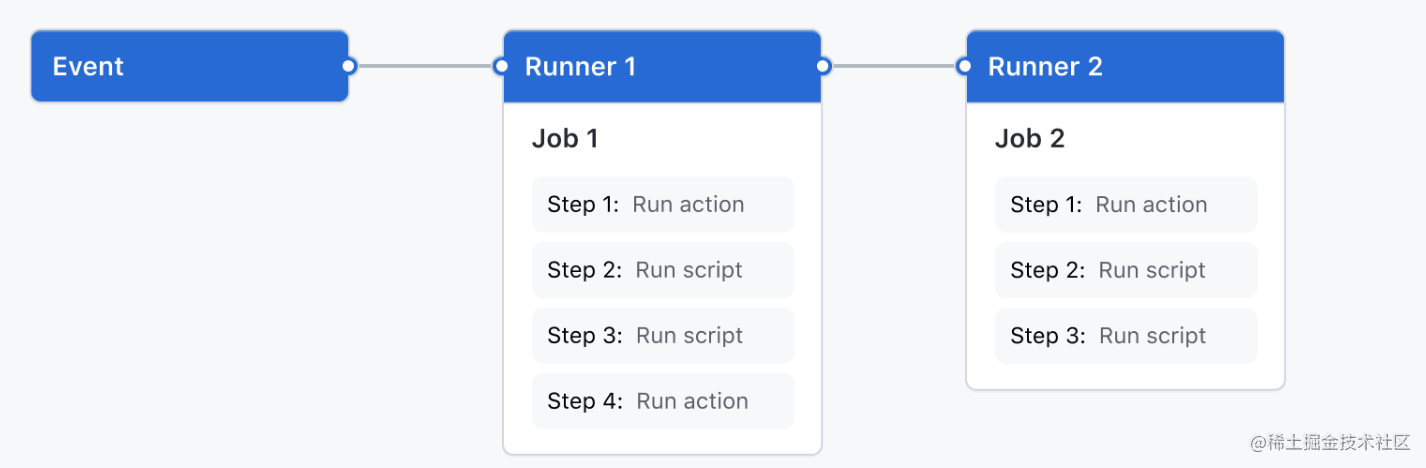 Event
Runner 1
Job 1
Step 1: Run action
Step 2: Run script
Step 3: Run script
Step 4: Run action
Runner 2
Job 2
Step 1: Run action
Step 2: Run script
Step 3: Run script
@稀土掘金技术社区